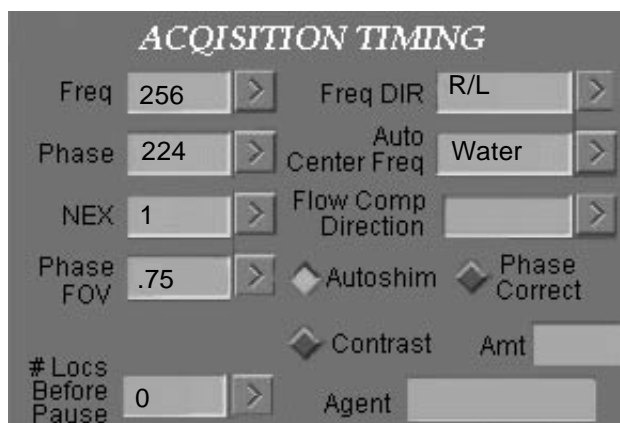 ACQISITION TIMING
Freq 256 > Freq DIR R/L >
Phase 224 > Auto Center Freq Water >
NEX 1 > Flow Comp Direction >
Phase FOV .75 > Autoshim Phase Correct
Contrast Amt
# Locs Before Pause 0 > Agent